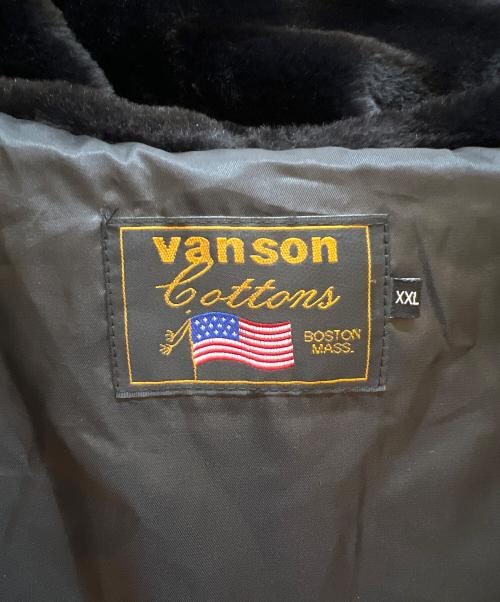 vanson
Cottons
BOSTON
MASS.
XXL